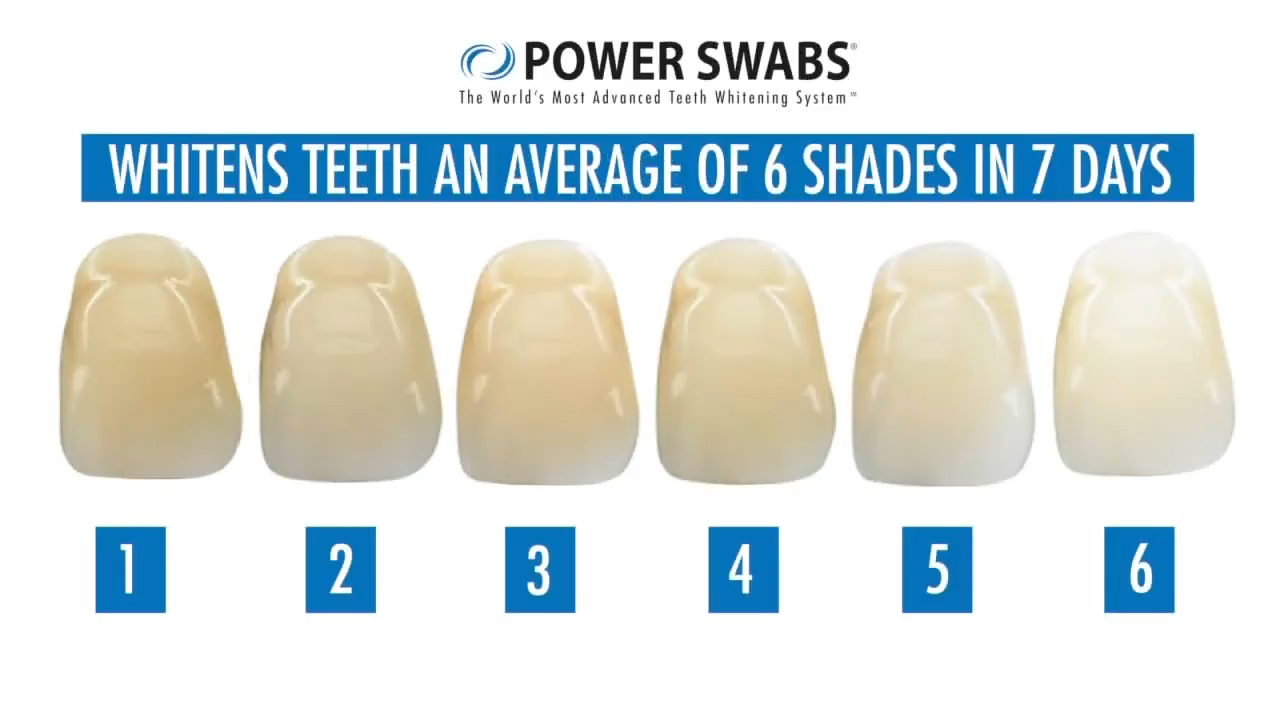 POWER SWABS®
The World's Most Advanced Teeth Whitening System™
WHITENS TEETH AN AVERAGE OF 6 SHADES IN 7 DAYS
1 2 3 4 5 6